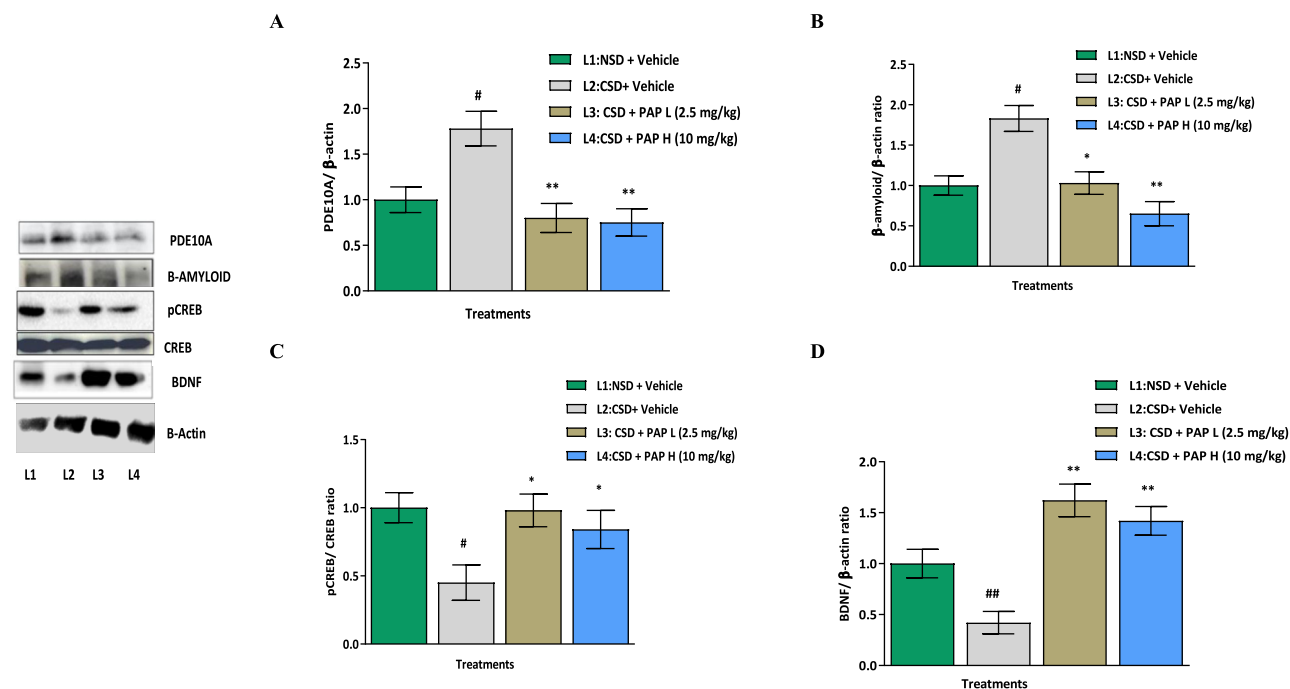 PDE10A
B-AMYLOID
pCREB
CREB
BDNF
B-Actin
L1 L2 L3 L4
A
L1:NSD + Vehicle
L2:CSD+ Vehicle
L3: CSD + PAP L (2.5 mg/kg)
L4:CSD + PAP H (10 mg/kg)
PDE10A/ β-actin
2.5
2.0
1.5
1.0
0.5
0.0
#
**
**
Treatments
B
L1:NSD + Vehicle
L2:CSD+ Vehicle
L3: CSD + PAP L (2.5 mg/kg)
L4:CSD + PAP H (10 mg/kg)
β-amyloid/ β-actin ratio
2.5
2.0
1.5
1.0
0.5
0.0
#
*
**
Treatments
C
L1:NSD + Vehicle
L2:CSD+ Vehicle
L3: CSD + PAP L (2.5 mg/kg)
L4:CSD + PAP H (10 mg/kg)
pCREB/ CREB ratio
1.5
1.0
0.5
0.0
#
*
*
Treatments
D
L1:NSD + Vehicle
L2:CSD+ Vehicle
L3: CSD + PAP L (2.5 mg/kg)
L4:CSD + PAP H (10 mg/kg)
BDNF/ β-actin ratio
2.0
1.5
1.0
0.5
0.0
##
**
**
Treatments